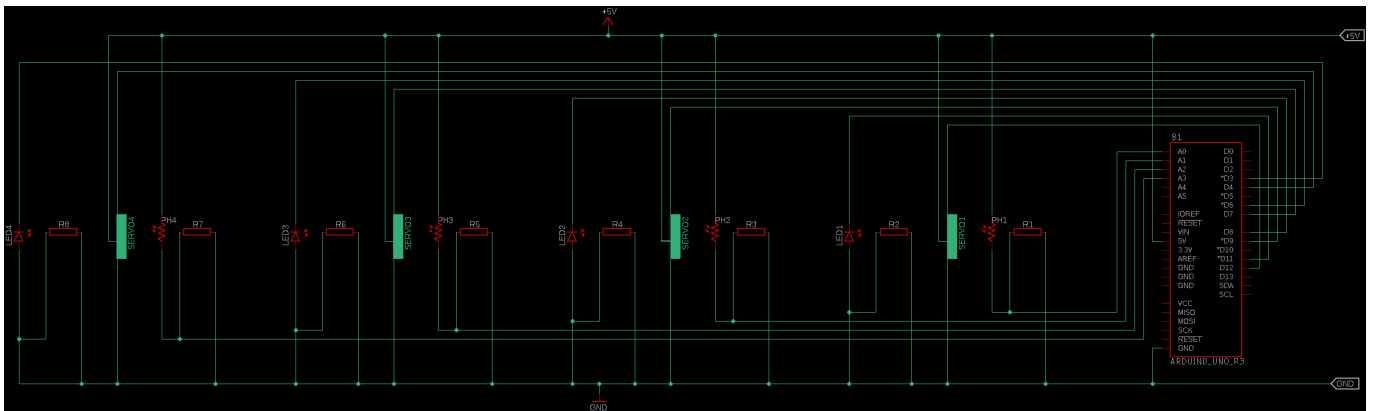 +5V
+5V
B1
A0 D0
A1 D1
A2 D2
A3 *D3
A4 D4
A5 *D5
*D6
IOREF D7
RESET
VIN D8
5V *D9
3.3V *D10
AREF *D11
GND D12
GND D13
GND SDA
SCL
VCC
MISO
MOSI
SCK
RESET
GND
ARDUINO_UNO_R3
LED4
R8
SERVO4
PH4
R7
LED3
R6
SERVO3
PH3
R5
LED2
R4
SERVO2
PH2
R3
LED1
R2
SERVO1
PH1
R1
GND
GND